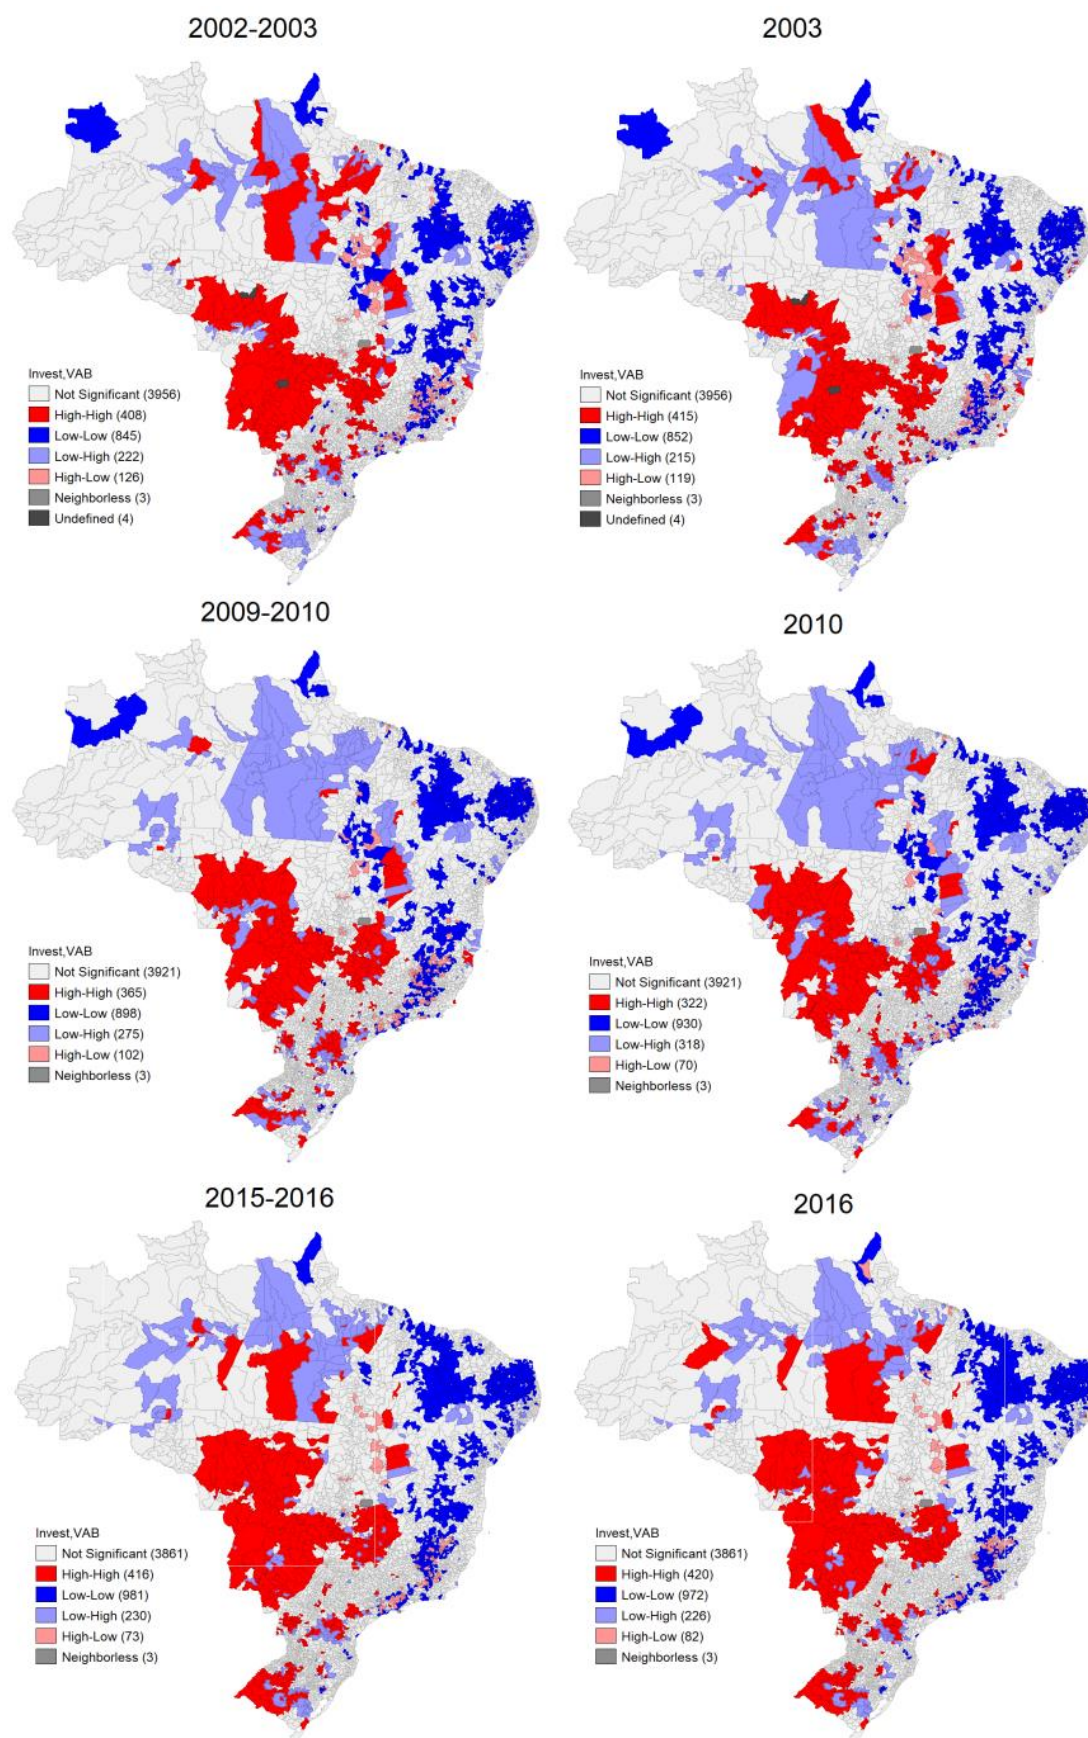 2002-2003
2003
Invest,VAB
Not Significant (3956)
High-High (408)
Low-Low (845)
Low-High (222)
High-Low (126)
Neighborless (3)
Undefined (4)
Invest,VAB
Not Significant (3956)
High-High (415)
Low-Low (852)
Low-High (215)
High-Low (119)
Neighborless (3)
Undefined (4)
2009-2010
2010
Invest,VAB
Not Significant (3921)
High-High (365)
Low-Low (898)
Low-High (275)
High-Low (102)
Neighborless (3)
Invest,VAB
Not Significant (3921)
High-High (322)
Low-Low (930)
Low-High (318)
High-Low (70)
Neighborless (3)
2015-2016
2016
Invest,VAB
Not Significant (3861)
High-High (416)
Low-Low (981)
Low-High (230)
High-Low (73)
Neighborless (3)
Invest,VAB
Not Significant (3861)
High-High (420)
Low-Low (972)
Low-High (226)
High-Low (82)
Neighborless (3)